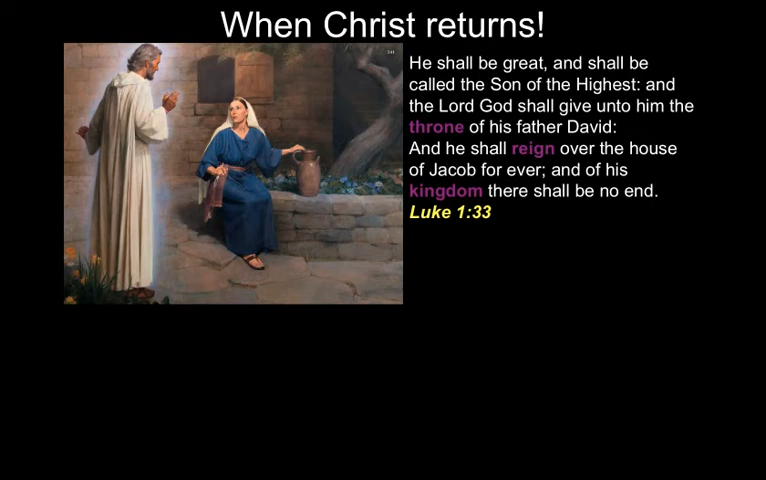 When Christ returns!
He shall be great, and shall be
called the Son of the Highest: and
the Lord God shall give unto him the
throne of his father David:
And he shall reign over the house
of Jacob for ever; and of his
kingdom there shall be no end.
Luke 1:33